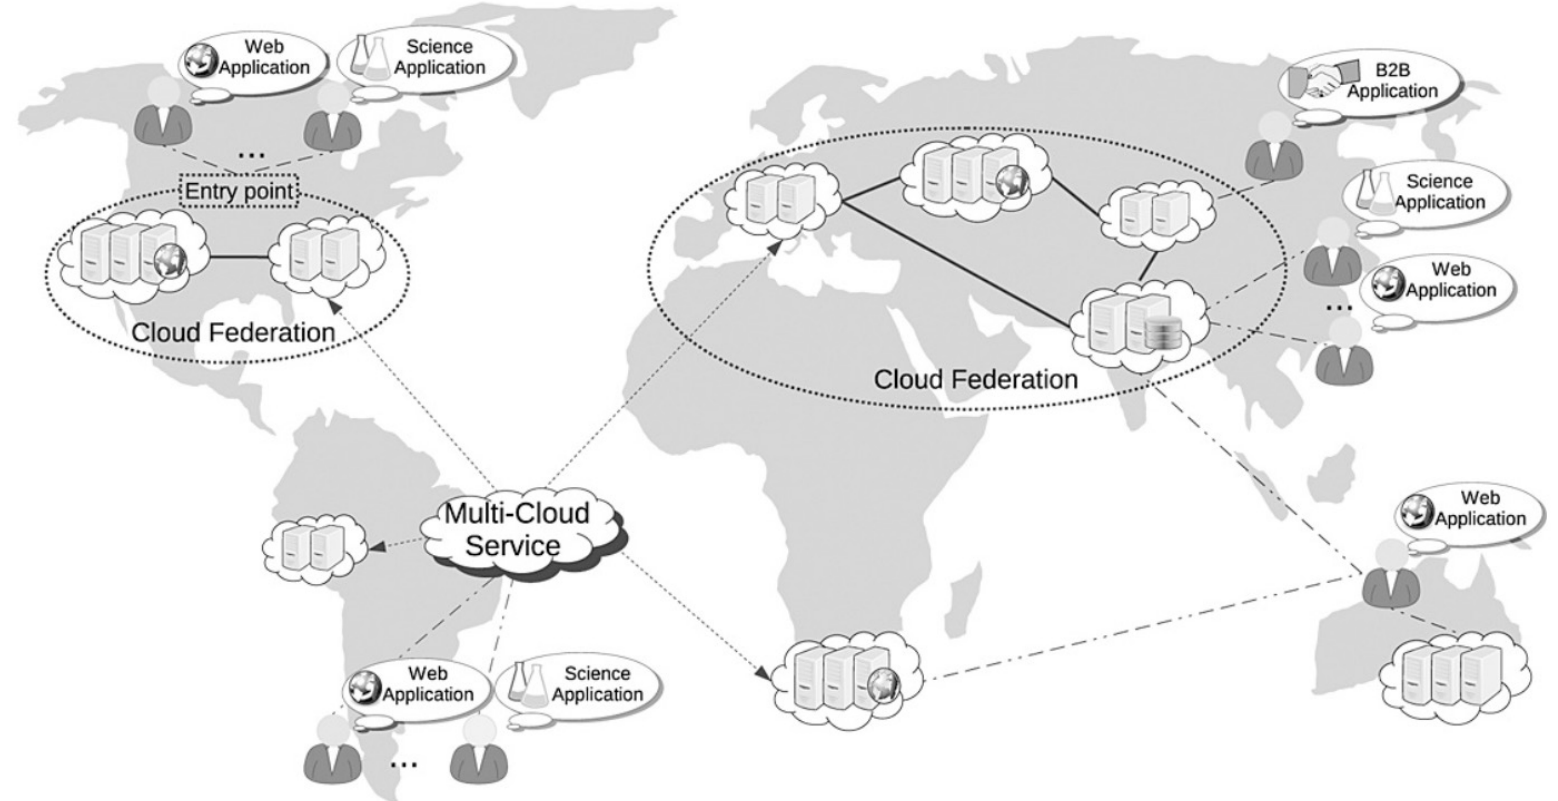 Web
Application
Science
Application
...
Entry point
Cloud Federation
B2B
Application
Science
Application
Web
Application
...
Cloud Federation
Multi-Cloud
Service
Web
Application
Web
Application
Science
Application
...